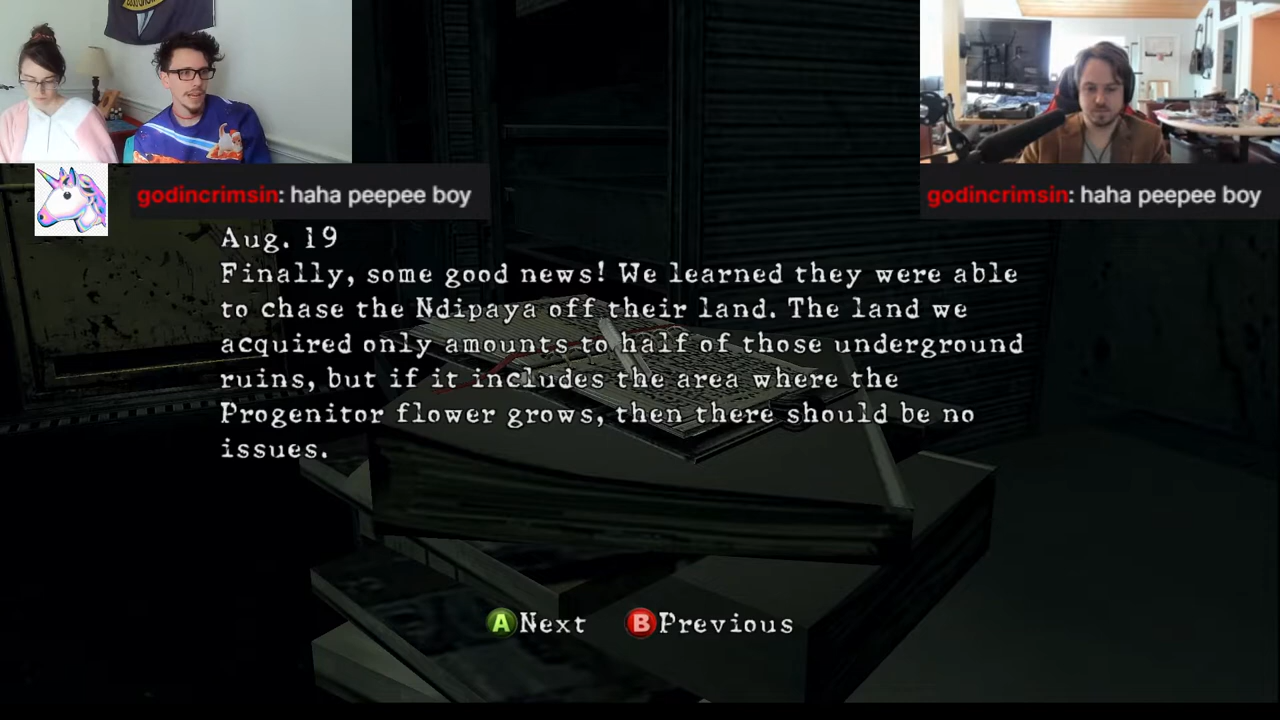 godincrimsin: haha peepee boy
godincrimsin: haha peepee boy
Aug. 19
Finally, some good news! We learned they were able
to chase the Ndipaya off their land. The land we
acquired only amounts to half of those underground
ruins, but if it includes the area where the
Progenitor flower grows, then there should be no
issues.
A Next B Previous